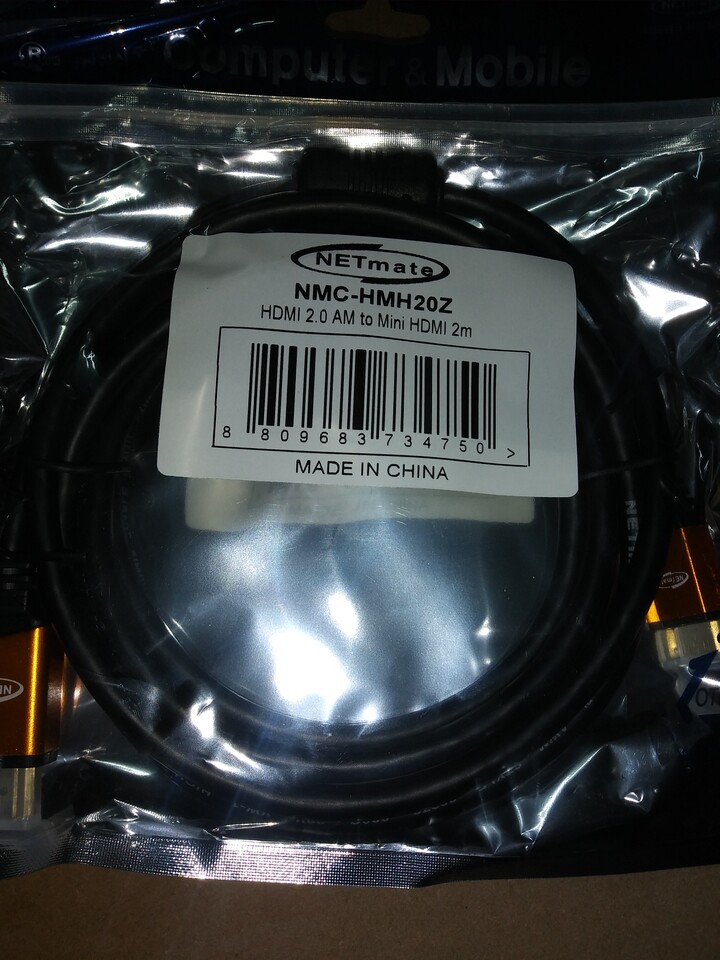 ®
Computer & Mobile
NETmate
NMC-HMH20Z
HDMI 2.0 AM to Mini HDMI 2m
8 809683 734750 >
MADE IN CHINA
NETmate